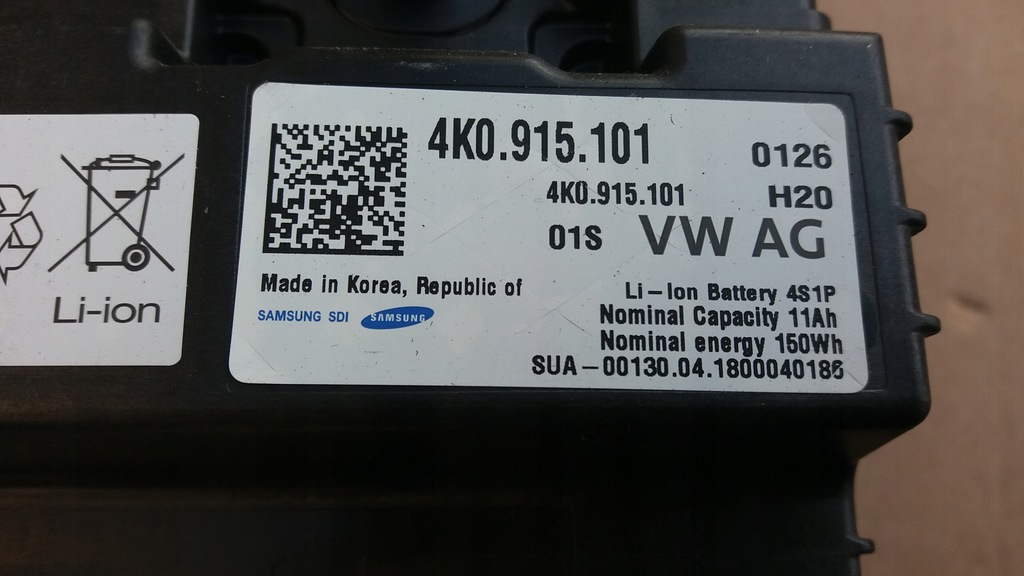 Li-ion
4K0.915.101
0126
4K0.915.101
H20
01S
VW AG
Made in Korea, Republic of
SAMSUNG SDI SAMSUNG
Li-Ion Battery 4S1P
Nominal Capacity 11Ah
Nominal energy 150Wh
SUA-00130.04.1800040186